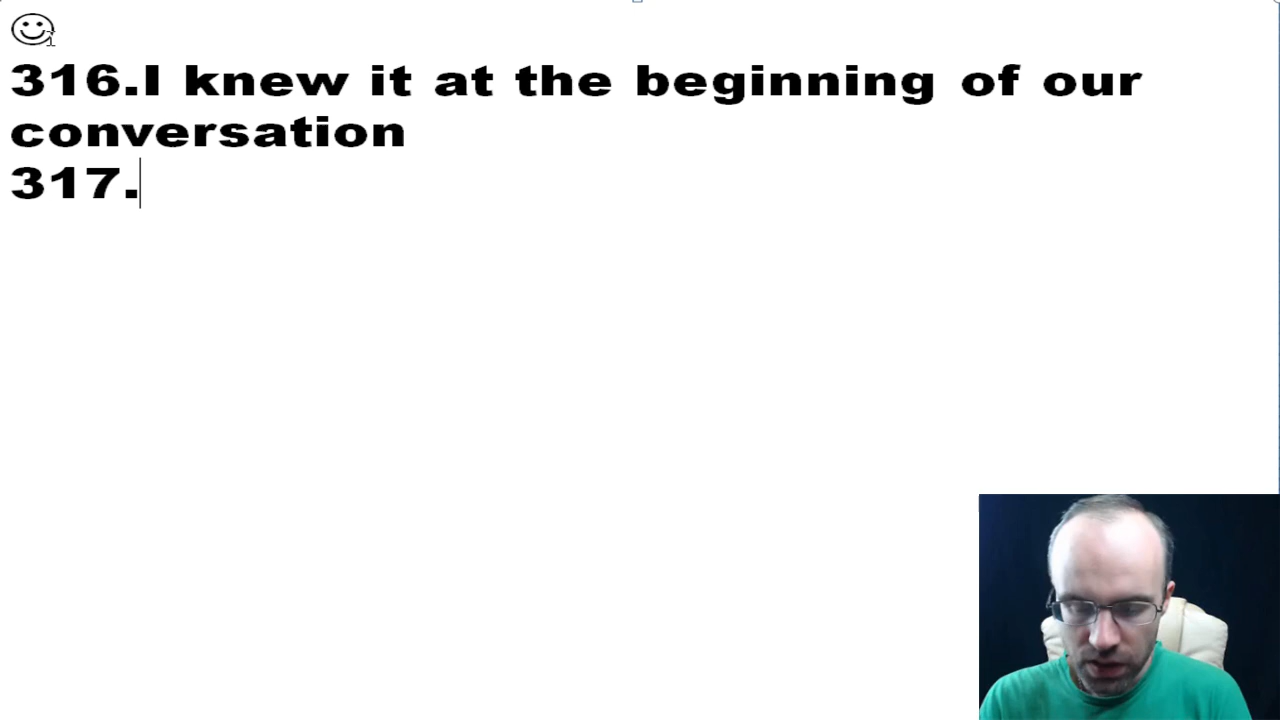 316.I knew it at the beginning of our
conversation
317.